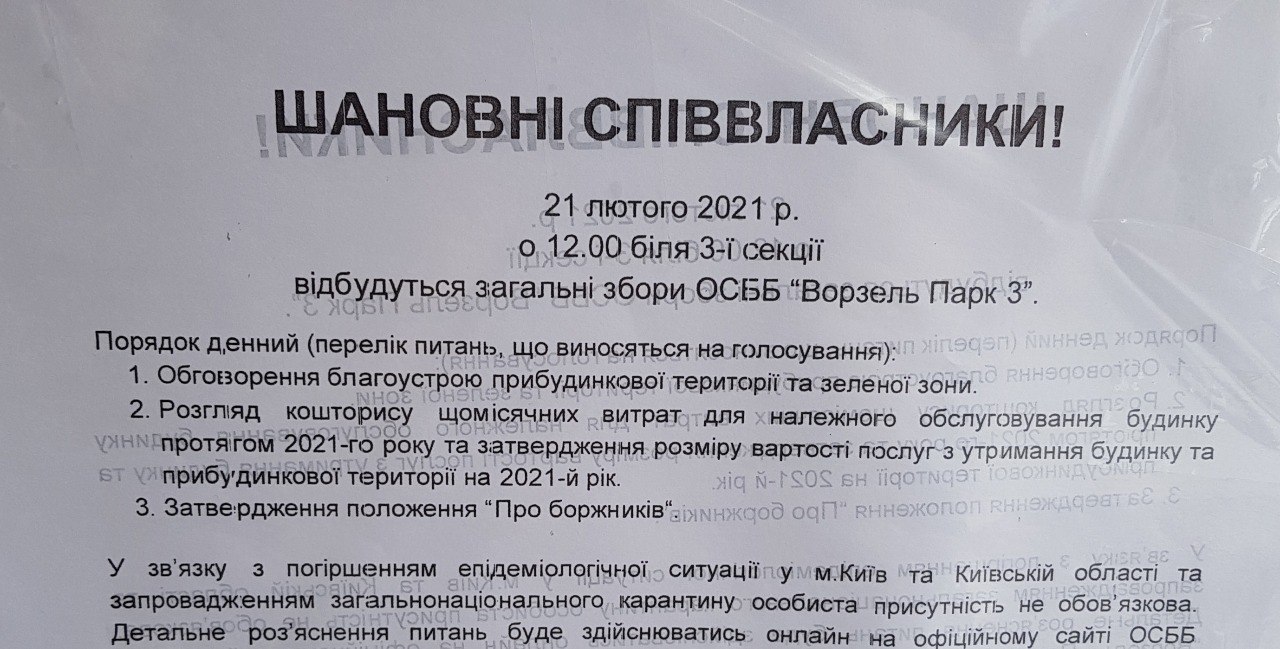 ШАНОВНІ СПІВВЛАСНИКИ!
21 лютого 2021 р.
о 12.00 біля 3-ї секції
відбудуться загальні збори ОСББ “Ворзель Парк 3”.
Порядок денний (перелік питань, що виносяться на голосування):
1. Обговорення благоустрою прибудинкової території та зеленої зони.
2. Розгляд кошторису щомісячних витрат для належного обслуговування будинку
протягом 2021-го року та затвердження розміру вартості послуг з утримання будинку та
прибудинкової території на 2021-й рік.
3. Затвердження положення “Про боржників“.
У зв’язку з погіршенням епідеміологічної ситуації у м.Київ та Київській області та
запровадженням загальнонаціонального карантину особиста присутність не обов’язкова.
Детальне роз’яснення питань буде здійснюватись онлайн на офіційному сайті ОСББ